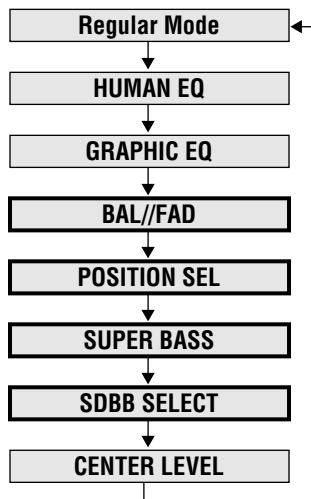 Regular Mode
HUMAN EQ
GRAPHIC EQ
BAL//FAD
POSITION SEL
SUPER BASS
SDBB SELECT
CENTER LEVEL